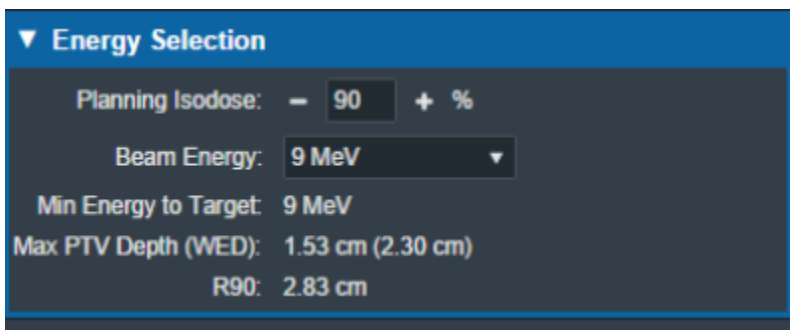 Energy Selection
Planning Isodose: − 90 + %
Beam Energy: 9 MeV
Min Energy to Target: 9 MeV
Max PTV Depth (WED): 1.53 cm (2.30 cm)
R90: 2.83 cm